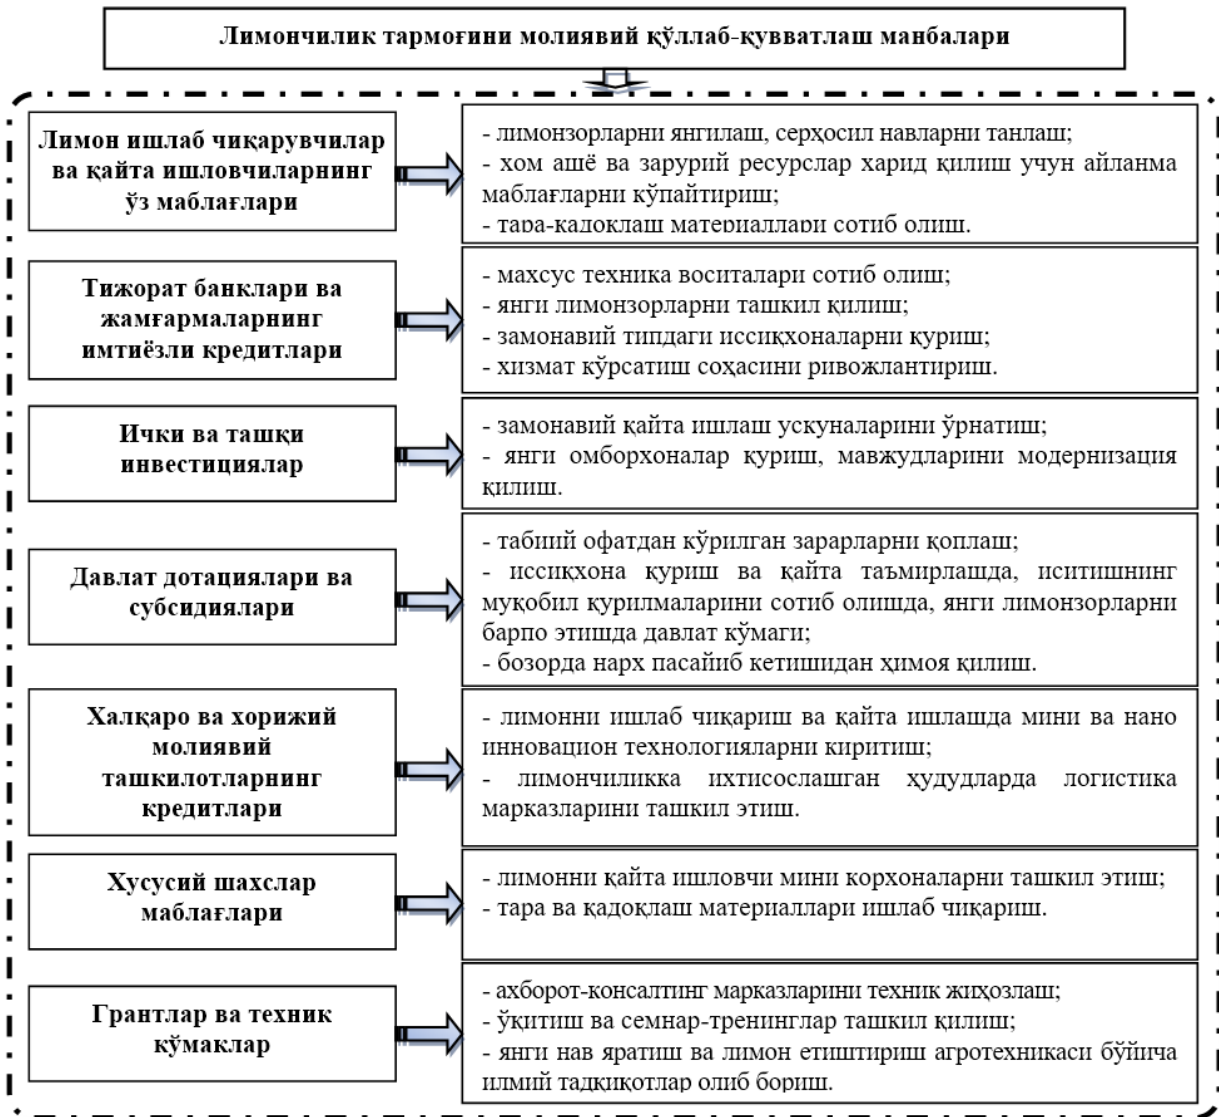 Лимончилик тармоғини молиявий қўллаб-қувватлаш манбалари
Лимон ишлаб чиқарувчилар
ва қайта ишловчиларнинг
ўз маблағлари
- лимонзорларни янгилаш, серҳосил навларни танлаш;
- хом ашё ва зарурий ресурслар харид қилиш учун айланма
маблағларни кўпайтириш;
- тара-қадоқлаш материаллари сотиб олиш.
Тижорат банклари ва
жамғармаларнинг
имтиёзли кредитлари
- махсус техника воситалари сотиб олиш;
- янги лимонзорларни ташкил қилиш;
- замонавий типдаги иссиқхоналарни қуриш;
- хизмат кўрсатиш соҳасини ривожлантириш.
Ички ва ташқи
инвестициялар
- замонавий қайта ишлаш ускуналарини ўрнатиш;
- янги омборхоналар қуриш, мавжудларини модернизация
қилиш.
Давлат дотациялари ва
субсидиялари
- табиий офатдан кўрилган зарарларни қоплаш;
- иссиқхона қуриш ва қайта таъмирлашда, иситишнинг
муқобил қурилмаларини сотиб олишда, янги лимонзорларни
барпо этишда давлат кўмаги;
- бозорда нарх пасайиб кетишидан ҳимоя қилиш.
Халқаро ва хорижий
молиявий
ташкилотларнинг
кредитлари
- лимонни ишлаб чиқариш ва қайта ишлашда мини ва нано
инновацион технологияларни киритиш;
- лимончиликка ихтисослашган ҳудудларда логистика
марказларини ташкил этиш.
Хусусий шахслар
маблағлари
- лимонни қайта ишловчи мини корхоналарни ташкил этиш;
- тара ва қадоқлаш материаллари ишлаб чиқариш.
Грантлар ва техник
кўмаклар
- ахборот-консалтинг марказларини техник жиҳозлаш;
- ўқитиш ва семнар-тренинглар ташкил қилиш;
- янги нав яратиш ва лимон етиштириш агротехникаси бўйича
илмий тадқиқотлар олиб бориш.